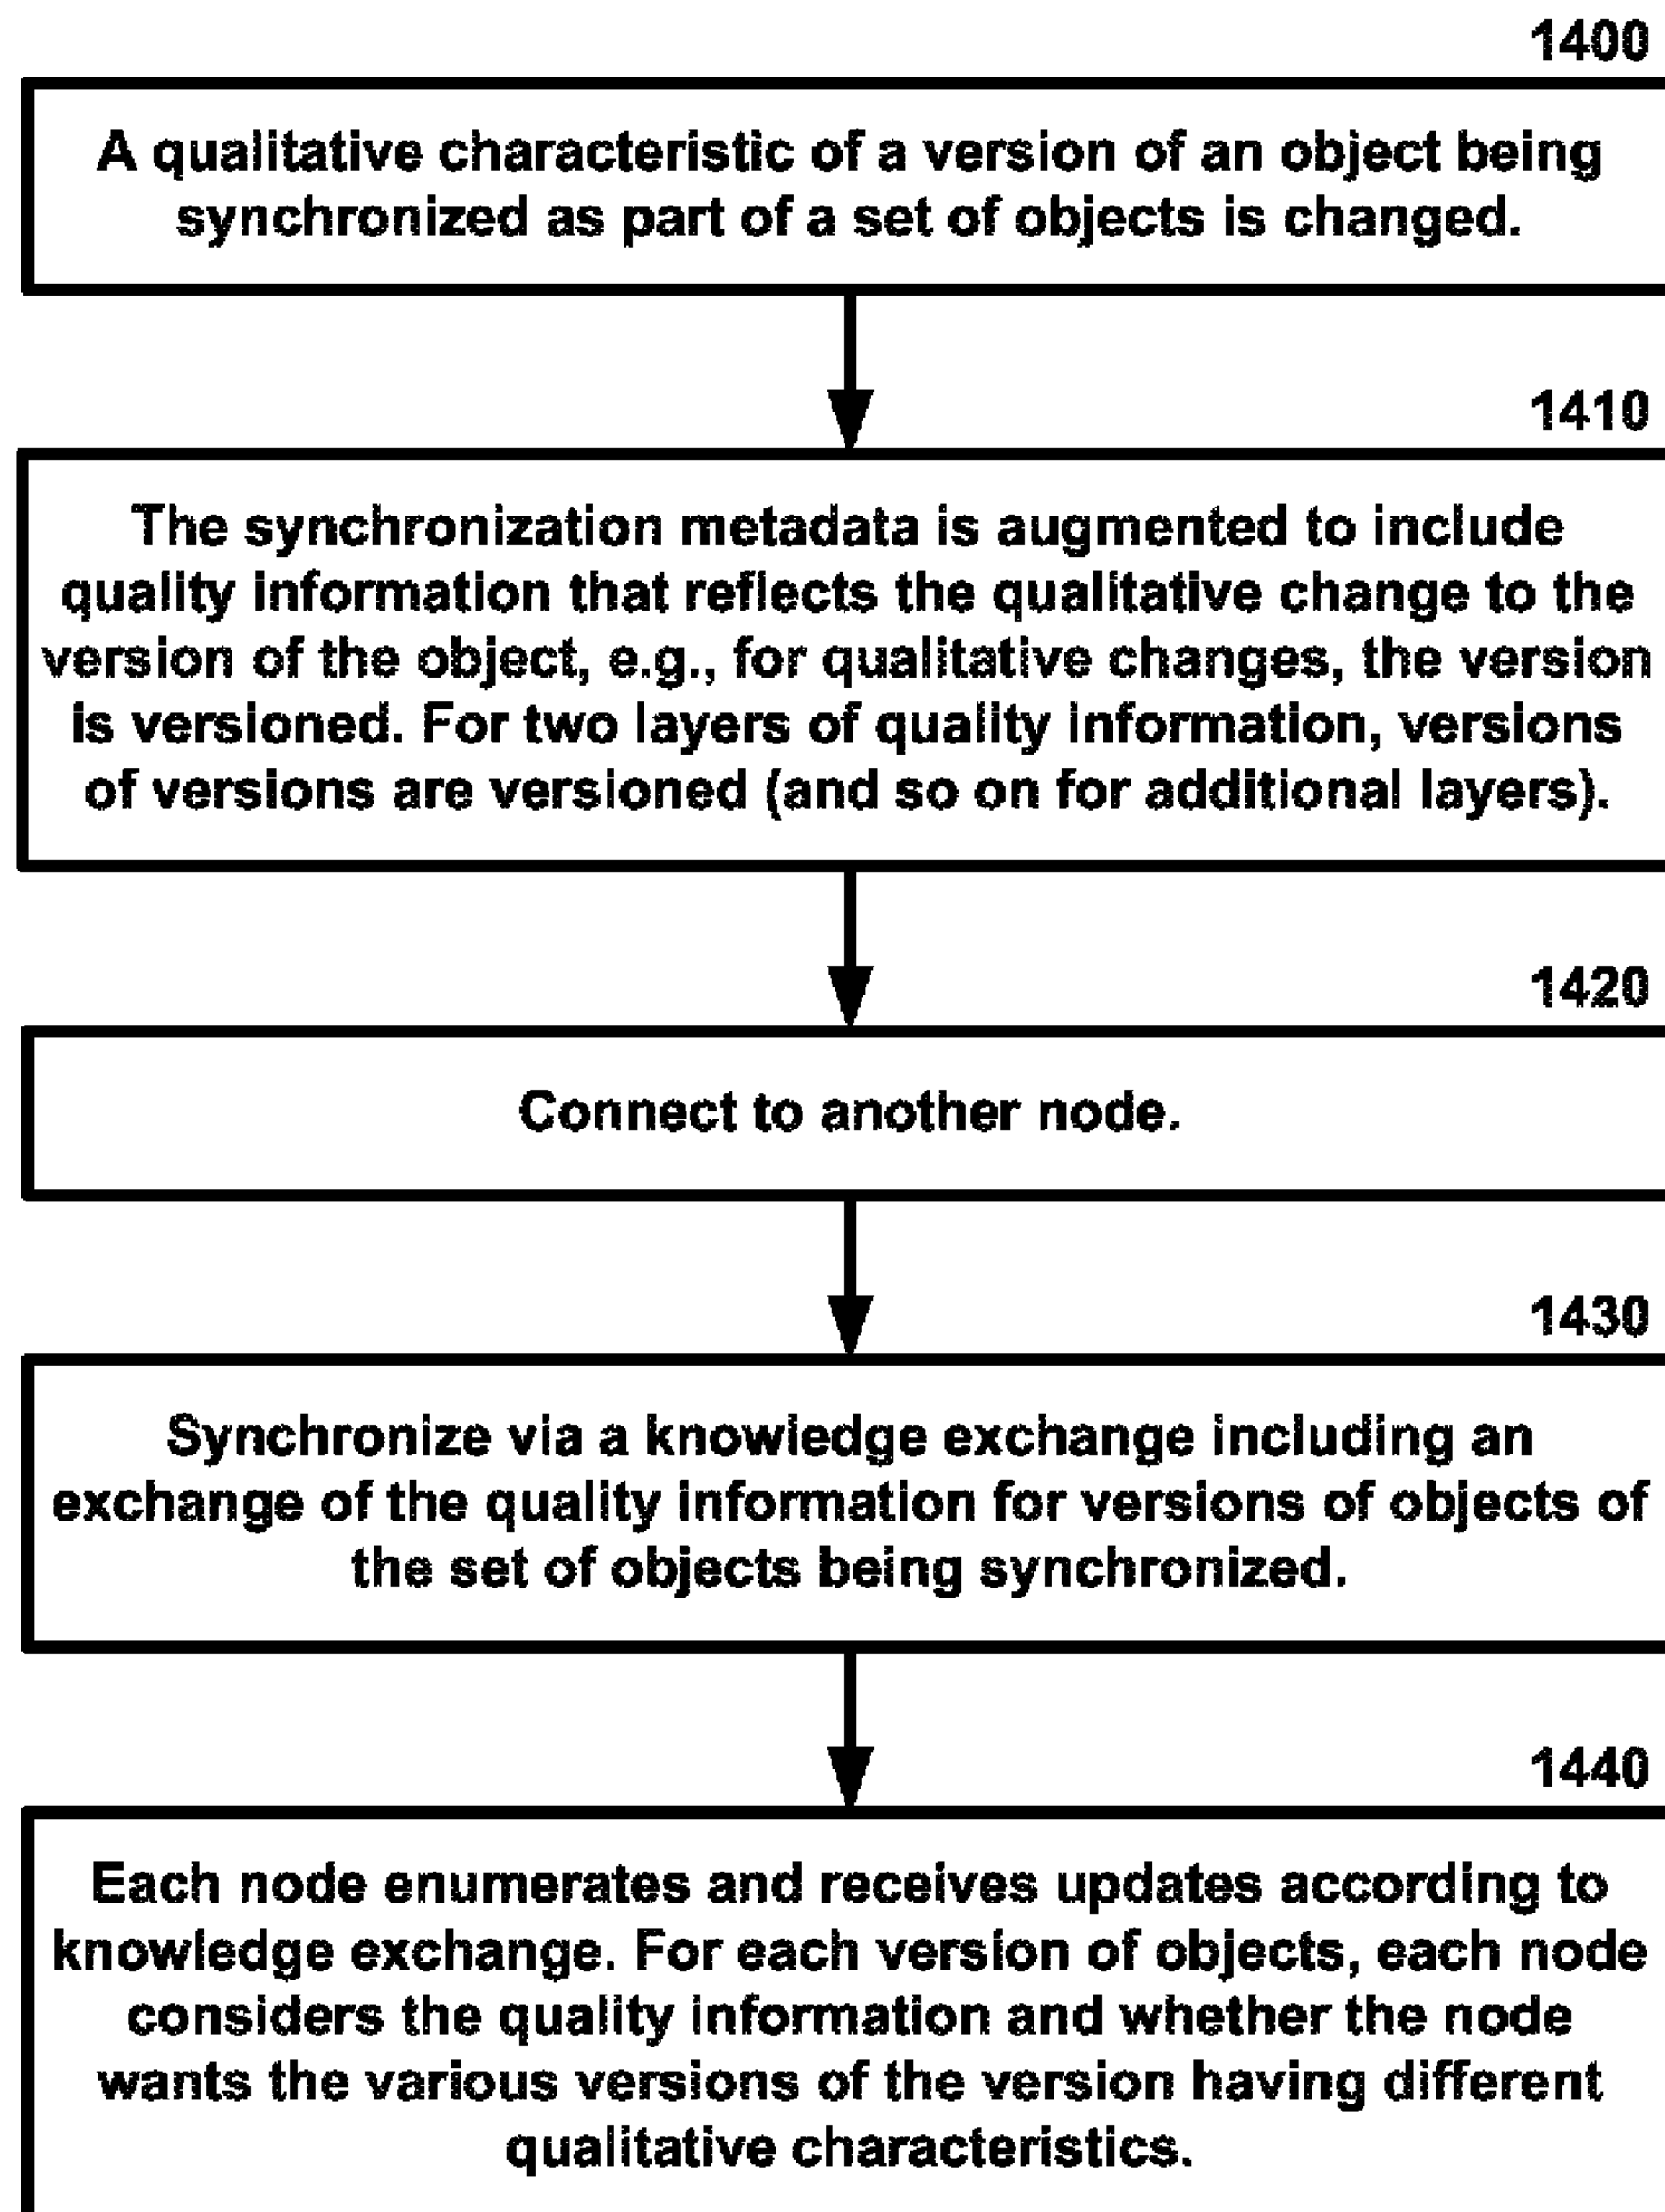 1400
A qualitative characteristic of a version of an object being
synchronized as part of a set of objects is changed.
1410
The synchronization metadata is augmented to include
quality information that reflects the qualitative change to the
version of the object, e.g., for qualitative changes, the version
is versioned. For two layers of quality information, versions
of versions are versioned (and so on for additional layers).
1420
Connect to another node.
1430
Synchronize via a knowledge exchange including an
exchange of the quality information for versions of objects of
the set of objects being synchronized.
1440
Each node enumerates and receives updates according to
knowledge exchange. For each version of objects, each node
considers the quality information and whether the node
wants the various versions of the version having different
qualitative characteristics.